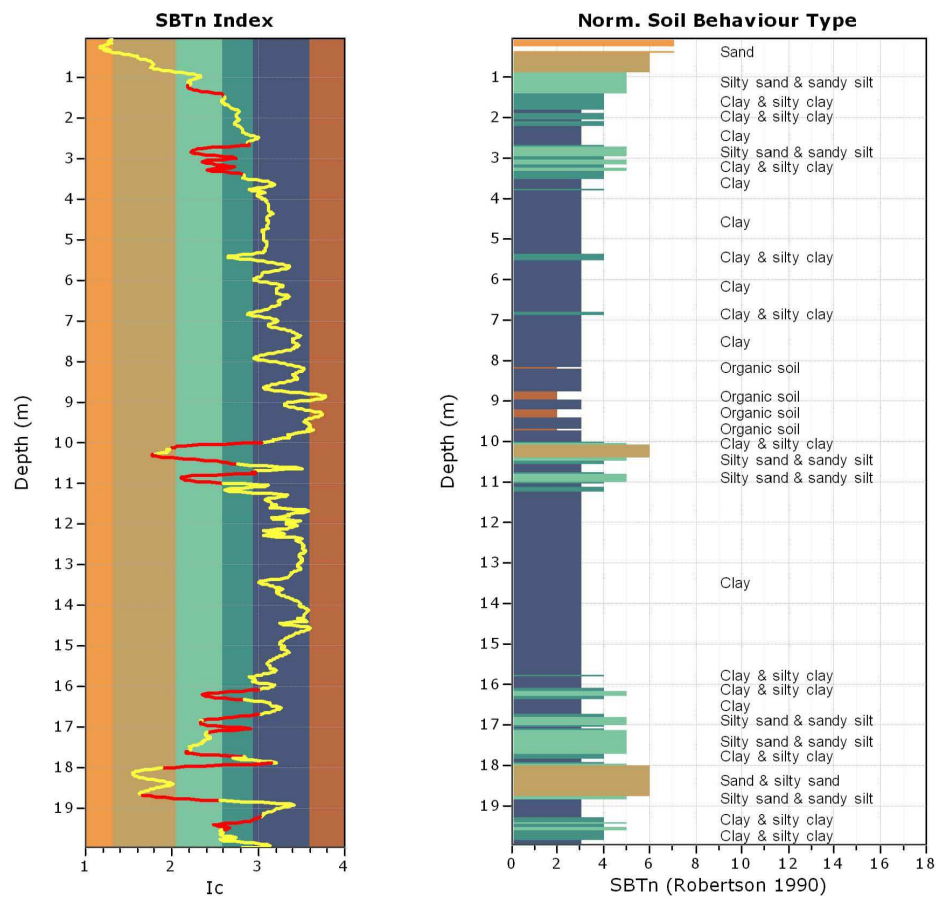 SBTn Index
Depth (m)
1
2
3
4
5
6
7
8
9
10
11
12
13
14
15
16
17
18
19
1 2 3 4
Ic
Norm. Soil Behaviour Type
Depth (m)
1
2
3
4
5
6
7
8
9
10
11
12
13
14
15
16
17
18
19
Sand
Silty sand & sandy silt
Clay & silty clay
Clay & silty clay
Clay
Silty sand & sandy silt
Clay & silty clay
Clay
Clay
Clay & silty clay
Clay
Clay & silty clay
Clay
Organic soil
Organic soil
Organic soil
Organic soil
Clay & silty clay
Silty sand & sandy silt
Silty sand & sandy silt
Clay
Clay & silty clay
Clay & silty clay
Clay
Silty sand & sandy silt
Silty sand & sandy silt
Clay & silty clay
Sand & silty sand
Silty sand & sandy silt
Clay & silty clay
Clay & silty clay
0 2 4 6 8 10 12 14 16 18
SBTn (Robertson 1990)